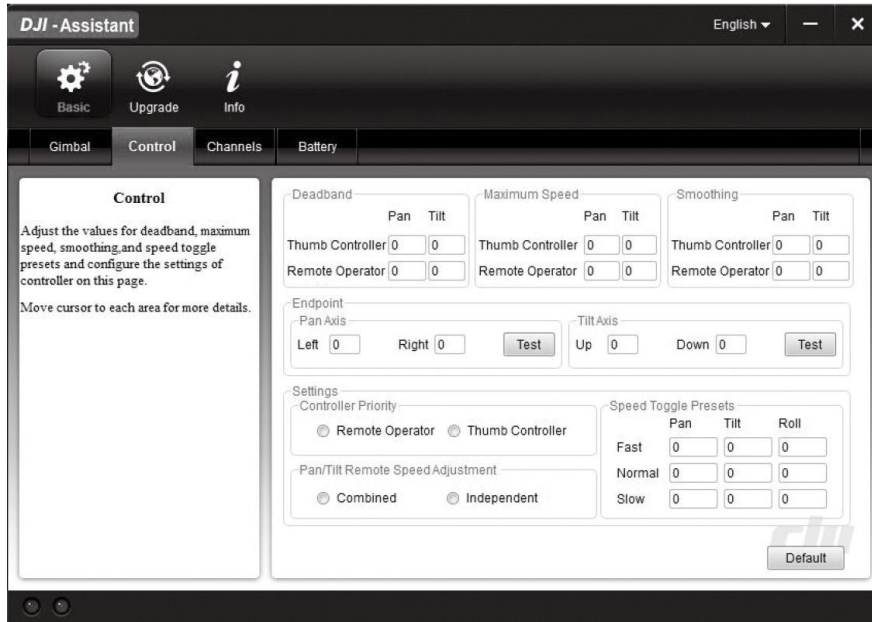 DJI - Assistant
English
Basic
Upgrade
Info
Gimbal
Control
Channels
Battery
Control
Adjust the values for deadband, maximum
speed, smoothing,and speed toggle
presets and configure the settings of
controller on this page.
Move cursor to each area for more details.
Deadband
Pan Tilt
Thumb Controller 0 0
Remote Operator 0 0
Maximum Speed
Pan Tilt
Thumb Controller 0 0
Remote Operator 0 0
Smoothing
Pan Tilt
Thumb Controller 0 0
Remote Operator 0 0
Endpoint
Pan Axis
Left 0 Right 0 Test
Tilt Axis
Up 0 Down 0 Test
Settings
Controller Priority
Remote Operator Thumb Controller
Pan/Tilt Remote Speed Adjustment
Combined Independent
Speed Toggle Presets
Pan Tilt Roll
Fast 0 0 0
Normal 0 0 0
Slow 0 0 0
dji
Default